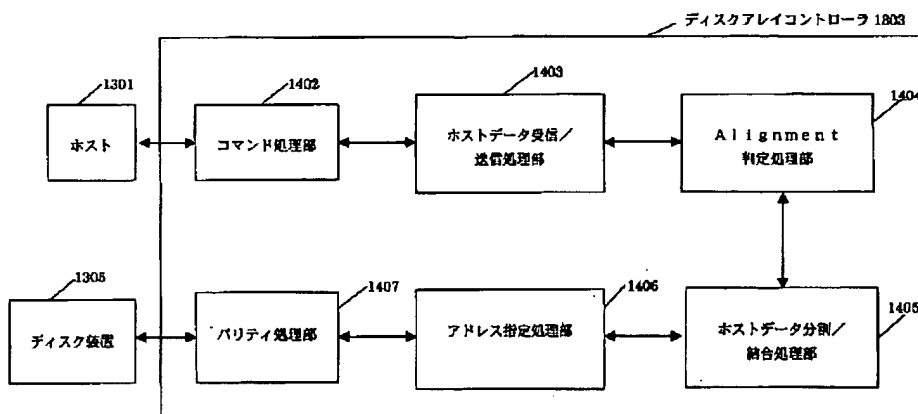 ディスクアレイコントローラ 1303
1301
1402
1403
1404
ホスト
コマンド処理部
ホストデータ受信／
送信処理部
Alignment
判定処理部
1305
1407
1406
1405
ディスク装置
パリティ処理部
アドレス指定処理部
ホストデータ分割／
結合処理部